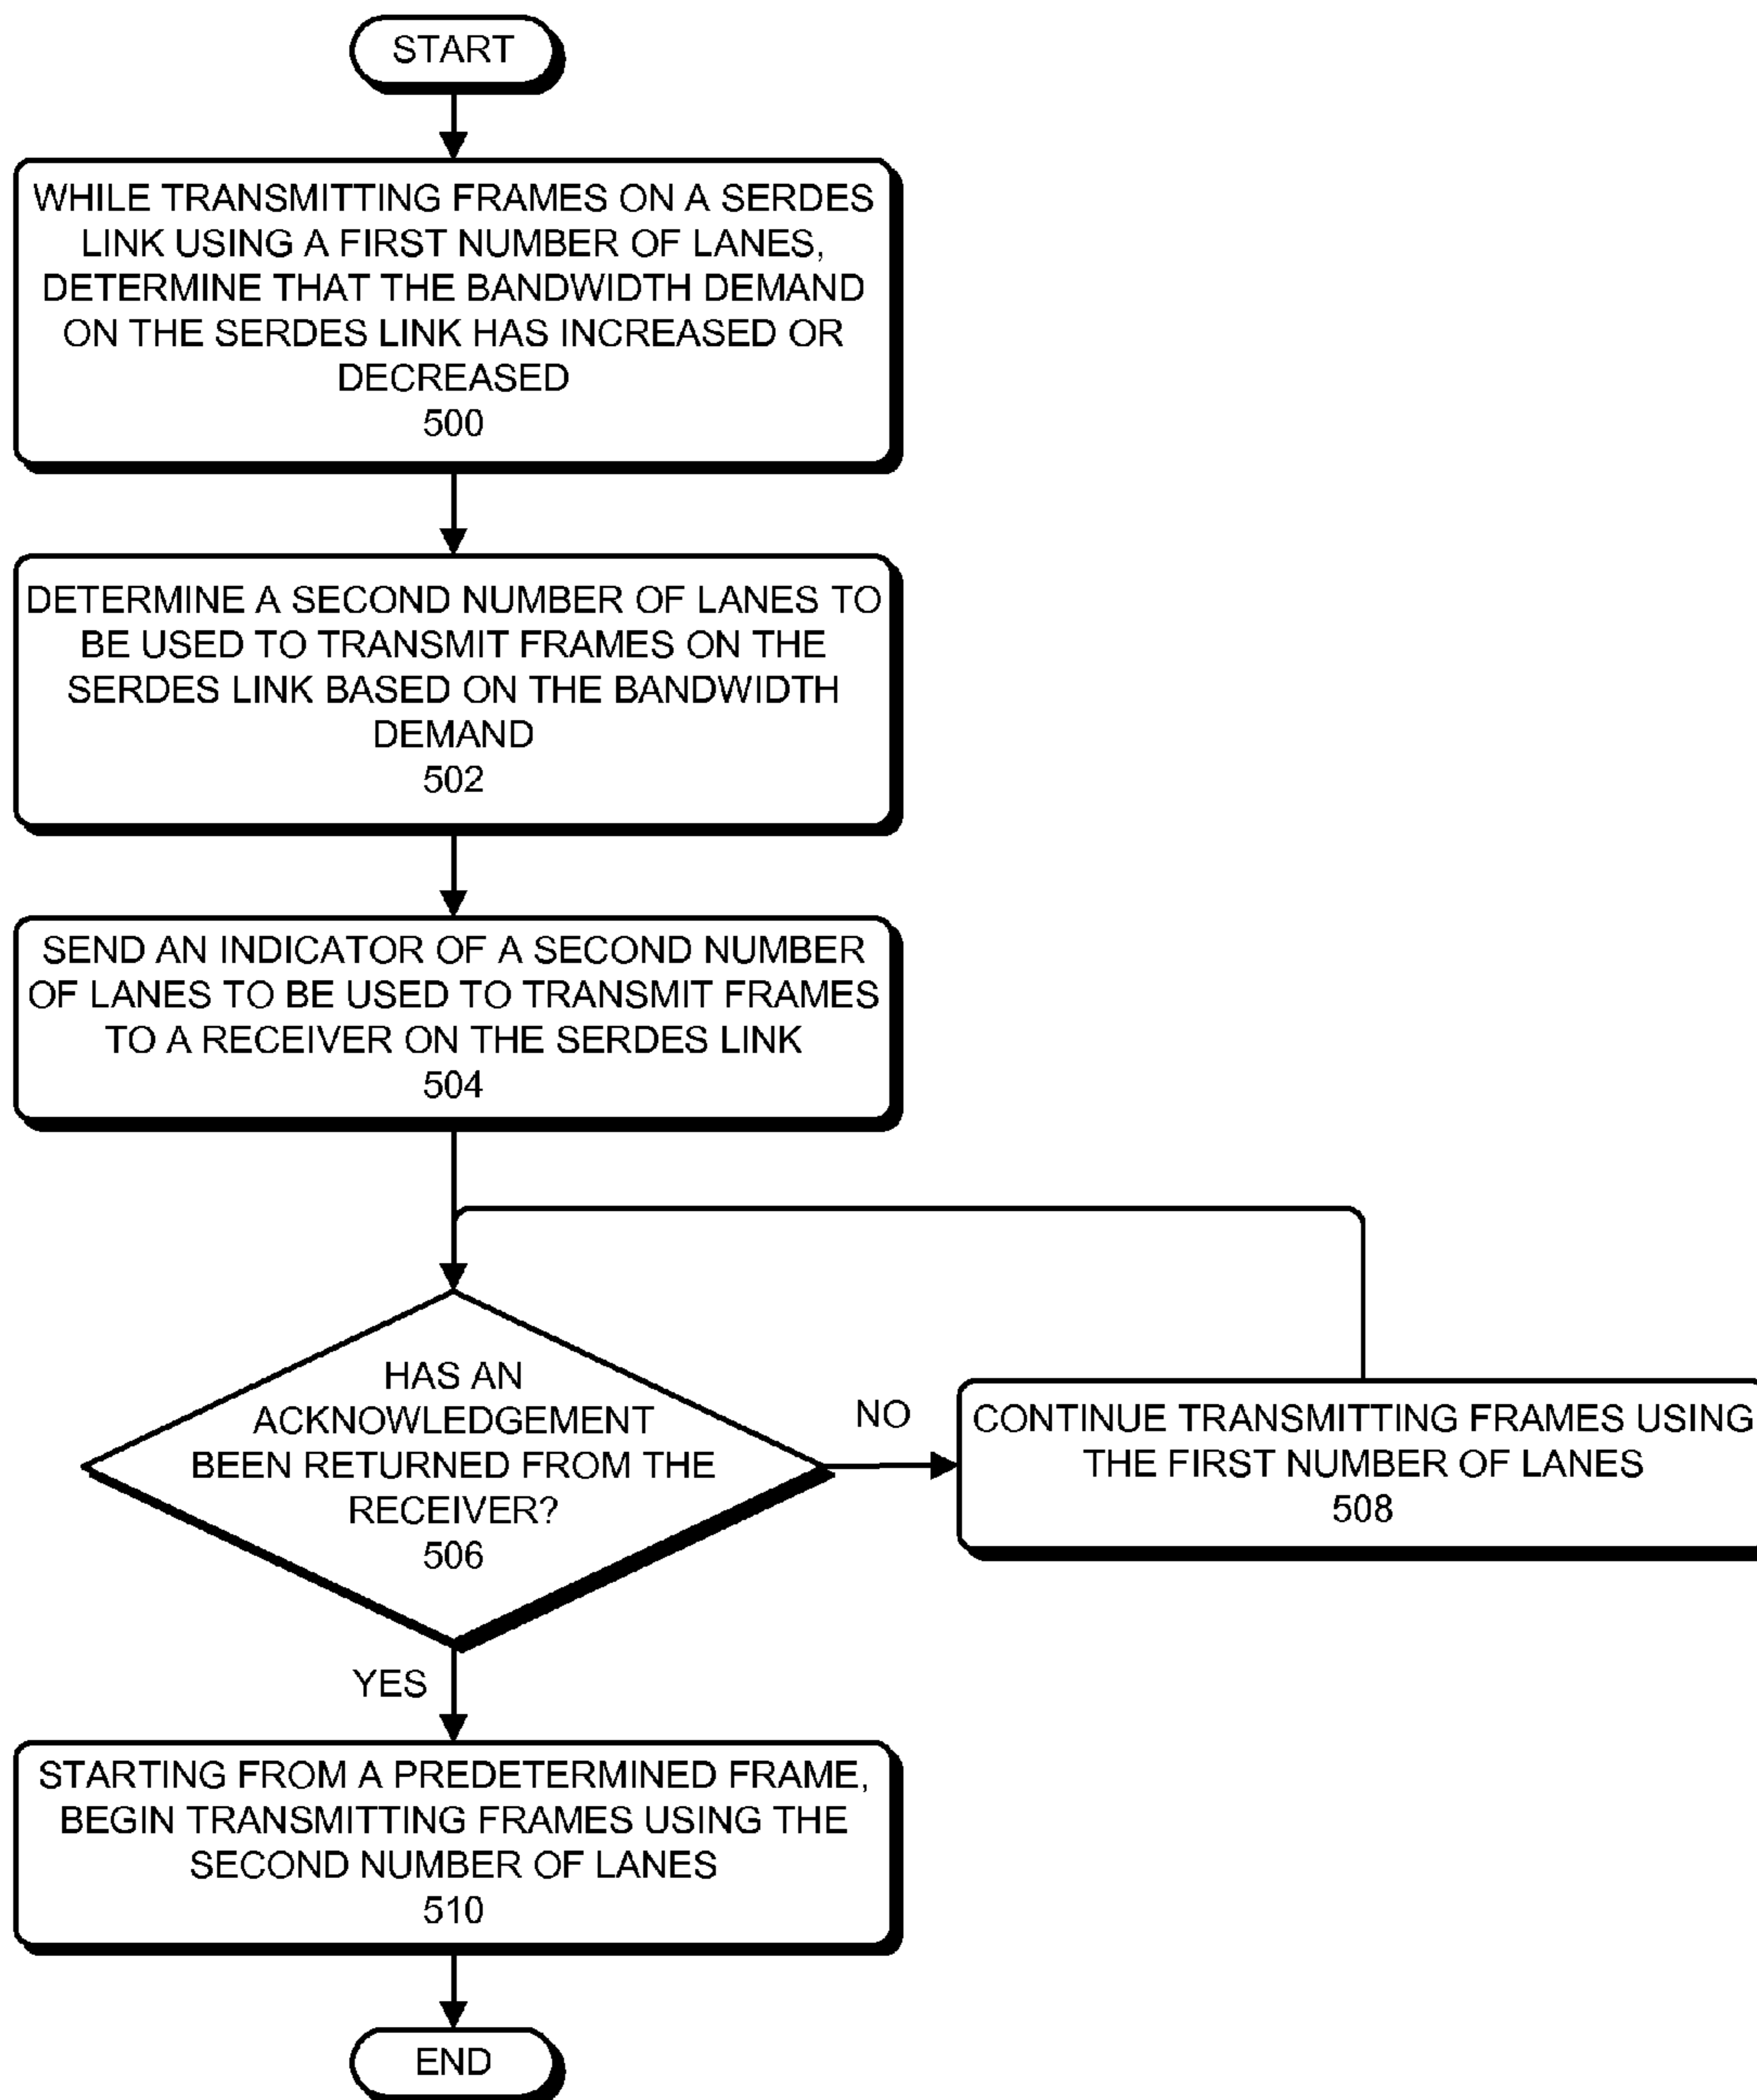 START
WHILE TRANSMITTING FRAMES ON A SERDES
LINK USING A FIRST NUMBER OF LANES,
DETERMINE THAT THE BANDWIDTH DEMAND
ON THE SERDES LINK HAS INCREASED OR
DECREASED
500
DETERMINE A SECOND NUMBER OF LANES TO
BE USED TO TRANSMIT FRAMES ON THE
SERDES LINK BASED ON THE BANDWIDTH
DEMAND
502
SEND AN INDICATOR OF A SECOND NUMBER
OF LANES TO BE USED TO TRANSMIT FRAMES
TO A RECEIVER ON THE SERDES LINK
504
HAS AN
ACKNOWLEDGEMENT
BEEN RETURNED FROM THE
RECEIVER?
506
NO
CONTINUE TRANSMITTING FRAMES USING
THE FIRST NUMBER OF LANES
508
YES
STARTING FROM A PREDETERMINED FRAME,
BEGIN TRANSMITTING FRAMES USING THE
SECOND NUMBER OF LANES
510
END